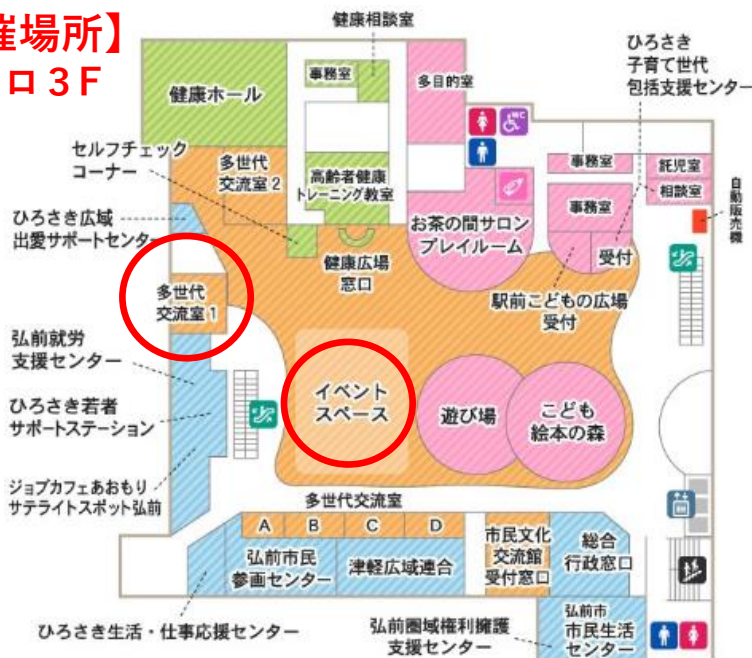 催場所】
ロ３F
健康相談室
ひろさき
子育て世代
包括支援センター
事務室
多目的室
健康ホール
WC
セルフチェック
コーナー
多世代
交流室２
高齢者健康
トレーニング教室
事務室
託児室
相談室
自動販売機
ひろさき広域
出愛サポートセンター
お茶の間サロン
プレイルーム
事務室
受付
健康広場
窓口
駅前こどもの広場
受付
多世代
交流室１
弘前就労
支援センター
イベント
スペース
遊び場
こども
絵本の森
ひろさき若者
サポートステーション
ジョブカフェあおもり
サテライトスポット弘前
多世代交流室
A B C D
弘前市民
参画センター
津軽広域連合
市民文化
交流館
受付窓口
総合
行政窓口
ひろさき生活・仕事応援センター
弘前圏域権利擁護
支援センター
弘前市
市民生活
センター